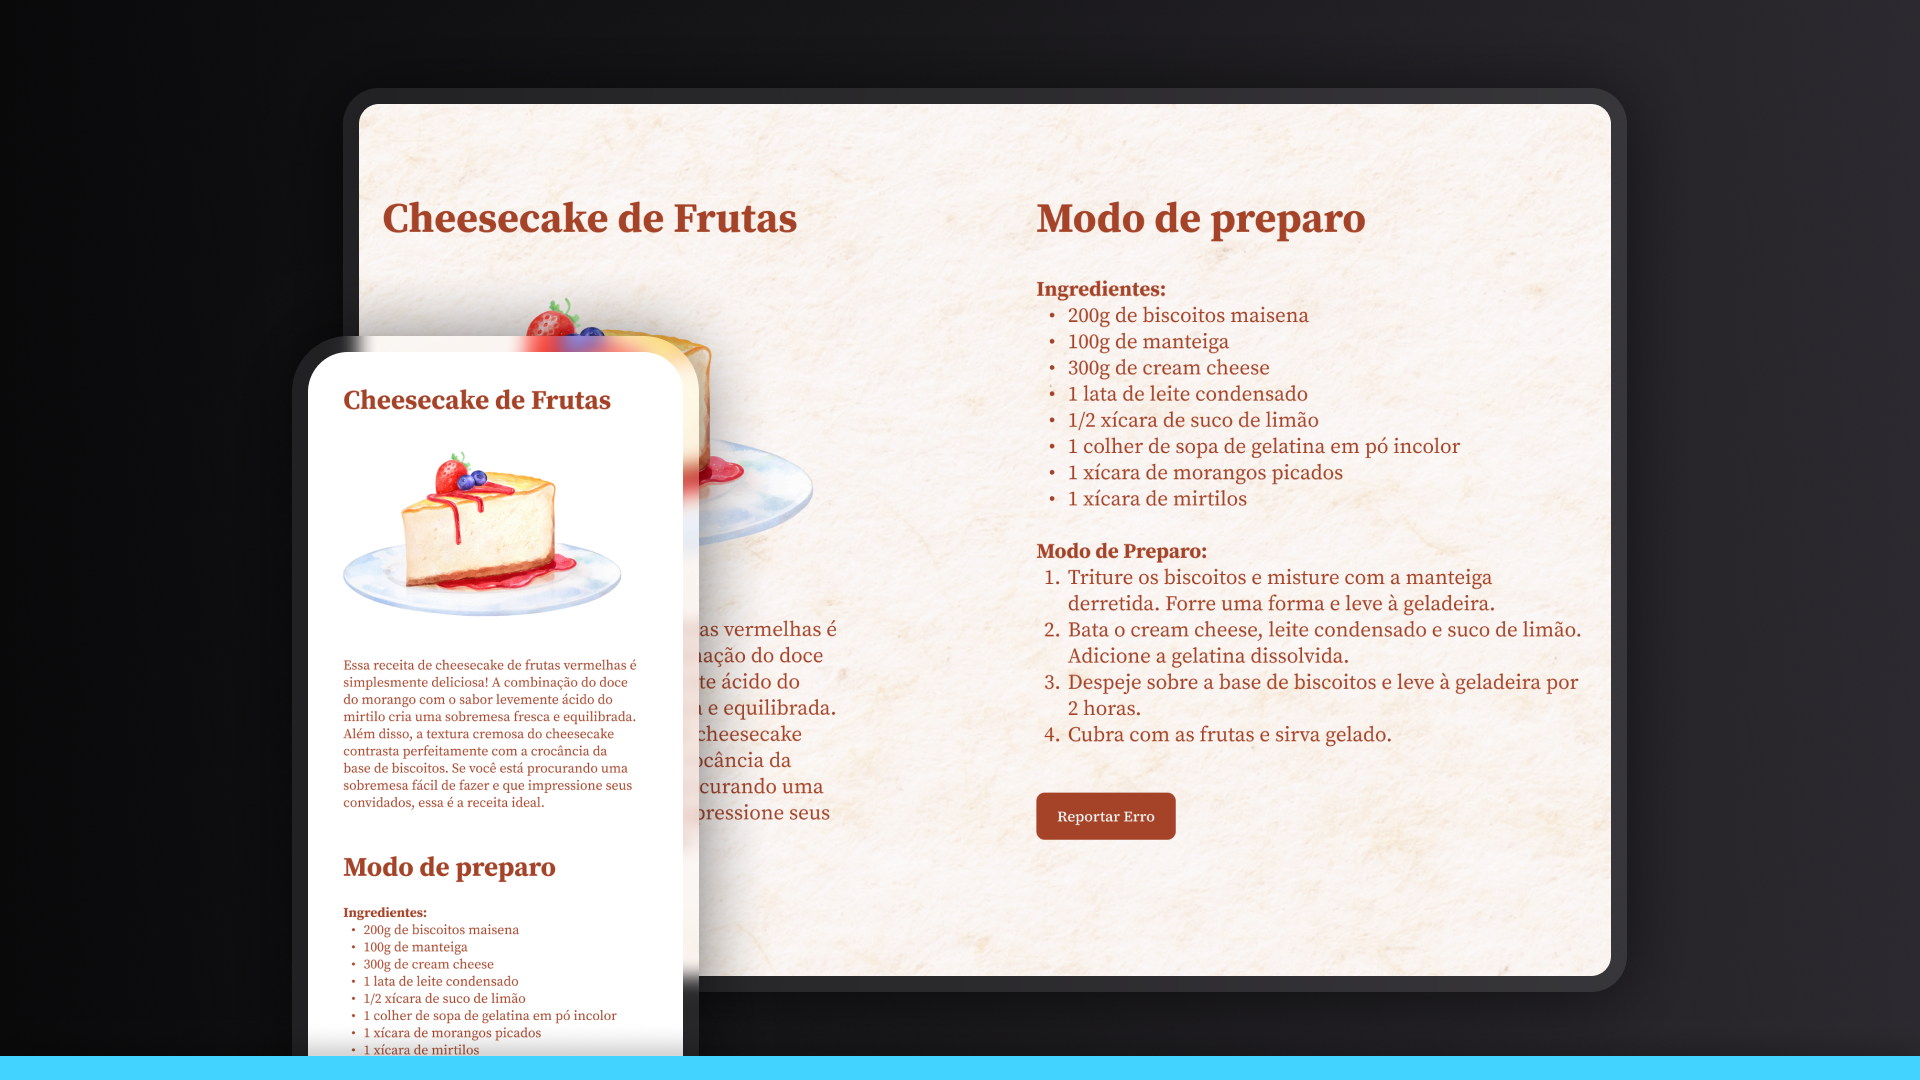 Cheesecake de Frutas
as vermelhas é
ação do doce
te ácido do
e equilibrada.
cheesecake
ocância da
curando uma
pressione seus
Modo de preparo
Ingredientes:
• 200g de biscoitos maisena
• 100g de manteiga
• 300g de cream cheese
• 1 lata de leite condensado
• 1/2 xícara de suco de limão
• 1 colher de sopa de gelatina em pó incolor
• 1 xícara de morangos picados
• 1 xícara de mirtilos
Modo de Preparo:
1. Triture os biscoitos e misture com a manteiga
derretida. Forre uma forma e leve à geladeira.
2. Bata o cream cheese, leite condensado e suco de limão.
Adicione a gelatina dissolvida.
3. Despeje sobre a base de biscoitos e leve à geladeira por
2 horas.
4. Cubra com as frutas e sirva gelado.
Reportar Erro
Cheesecake de Frutas
Essa receita de cheesecake de frutas vermelhas é
simplesmente deliciosa! A combinação do doce
do morango com o sabor levemente ácido do
mirtilo cria uma sobremesa fresca e equilibrada.
Além disso, a textura cremosa do cheesecake
contrasta perfeitamente com a crocância da
base de biscoitos. Se você está procurando uma
sobremesa fácil de fazer e que impressione seus
convidados, essa é a receita ideal.
Modo de preparo
Ingredientes:
• 200g de biscoitos maisena
• 100g de manteiga
• 300g de cream cheese
• 1 lata de leite condensado
• 1/2 xícara de suco de limão
• 1 colher de sopa de gelatina em pó incolor
• 1 xícara de morangos picados
• 1 xícara de mirtilos